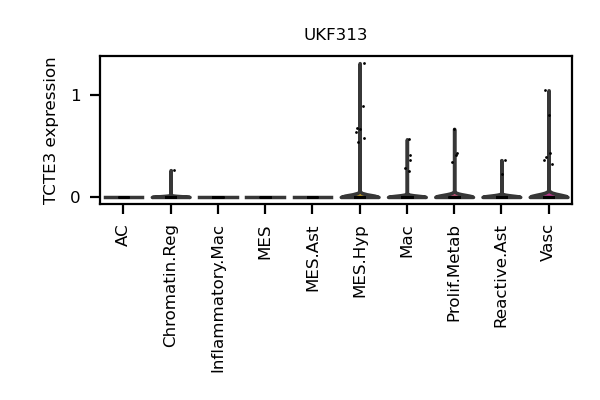 UKF313
TCTE3 expression
1
0
AC
Chromatin.Reg
Inflammatory.Mac
MES
MES.Ast
MES.Hyp
Mac
Prolif.Metab
Reactive.Ast
Vasc